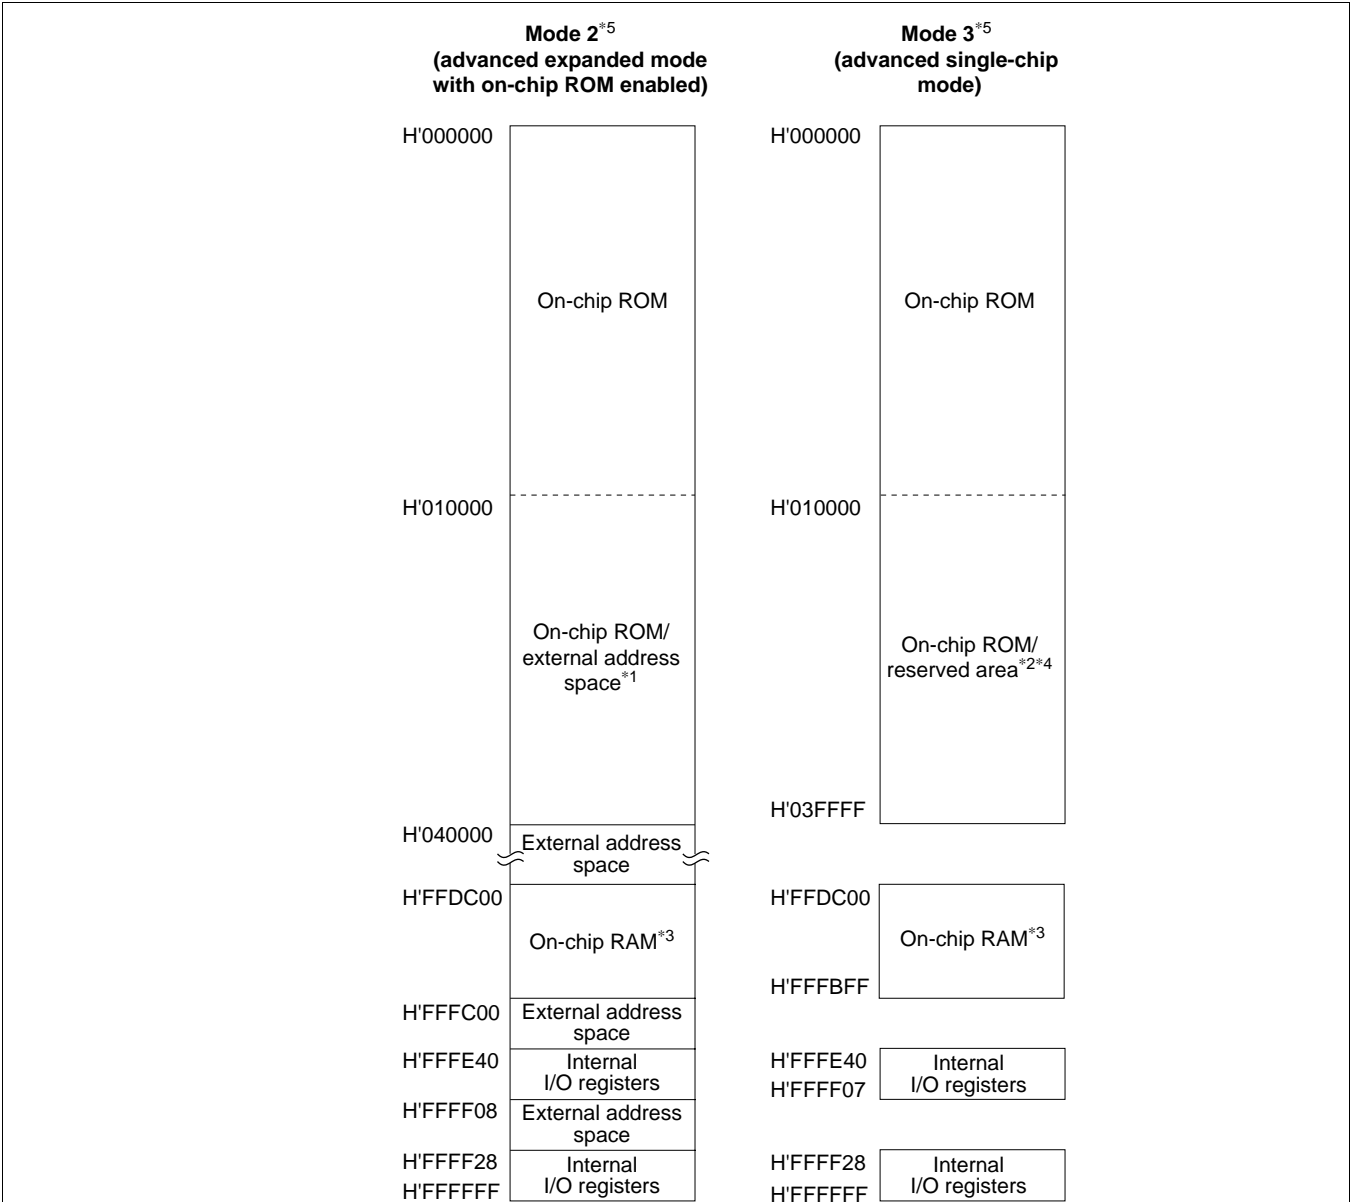 Mode 2*5
(advanced expanded mode
with on-chip ROM enabled)
H'000000
On-chip ROM
H'010000
On-chip ROM/
external address
space*1
H'040000
External address
space
H'FFDC00
On-chip RAM*3
H'FFFC00
External address
space
H'FFFE40
Internal
I/O registers
H'FFFF08
External address
space
H'FFFF28
Internal
I/O registers
H'FFFFFF
Mode 3*5
(advanced single-chip
mode)
H'000000
On-chip ROM
H'010000
On-chip ROM/
reserved area*2*4
H'03FFFF
H'FFDC00
On-chip RAM*3
H'FFFBFF
H'FFFE40
Internal
I/O registers
H'FFFF07
H'FFFF28
Internal
I/O registers
H'FFFFFF